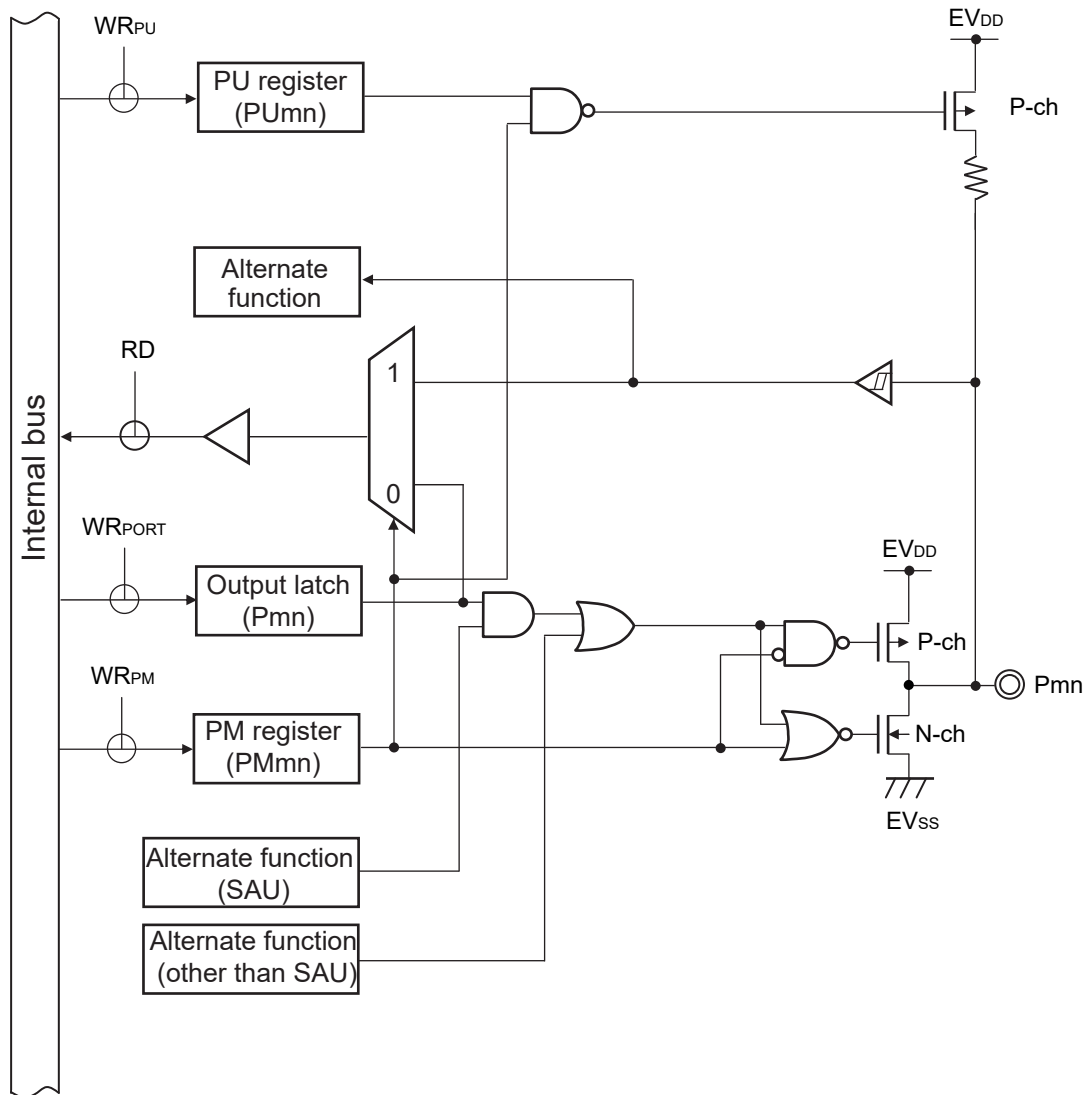 WRPU
EVDD
PU register
(PUmn)
P-ch
Alternate
function
RD
1
0
Internal bus
WRPORT
EVDD
Output latch
(Pmn)
P-ch
Pmn
WRPM
PM register
(PMmn)
N-ch
EVSS
Alternate function
(SAU)
Alternate function
(other than SAU)